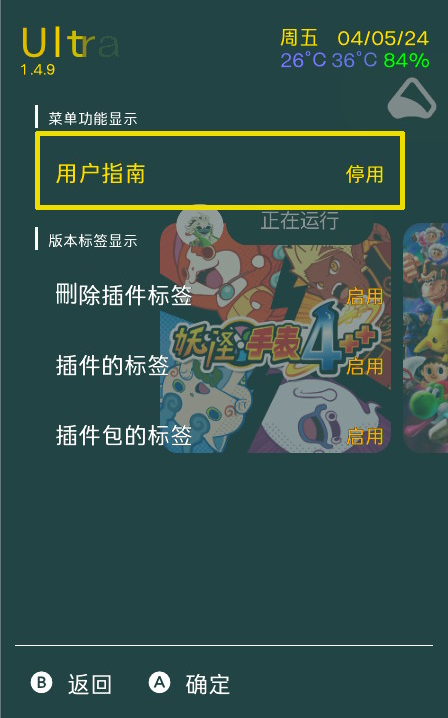 Ultra
1.4.9
周五 04/05/24
26°C 36°C 84%
菜单功能显示
用户指南 停用
版本标签显示
正在运行
删除插件标签 启用
妖怪手表4++
插件的标签 启用
插件包的标签 启用
B 返回 A 确定